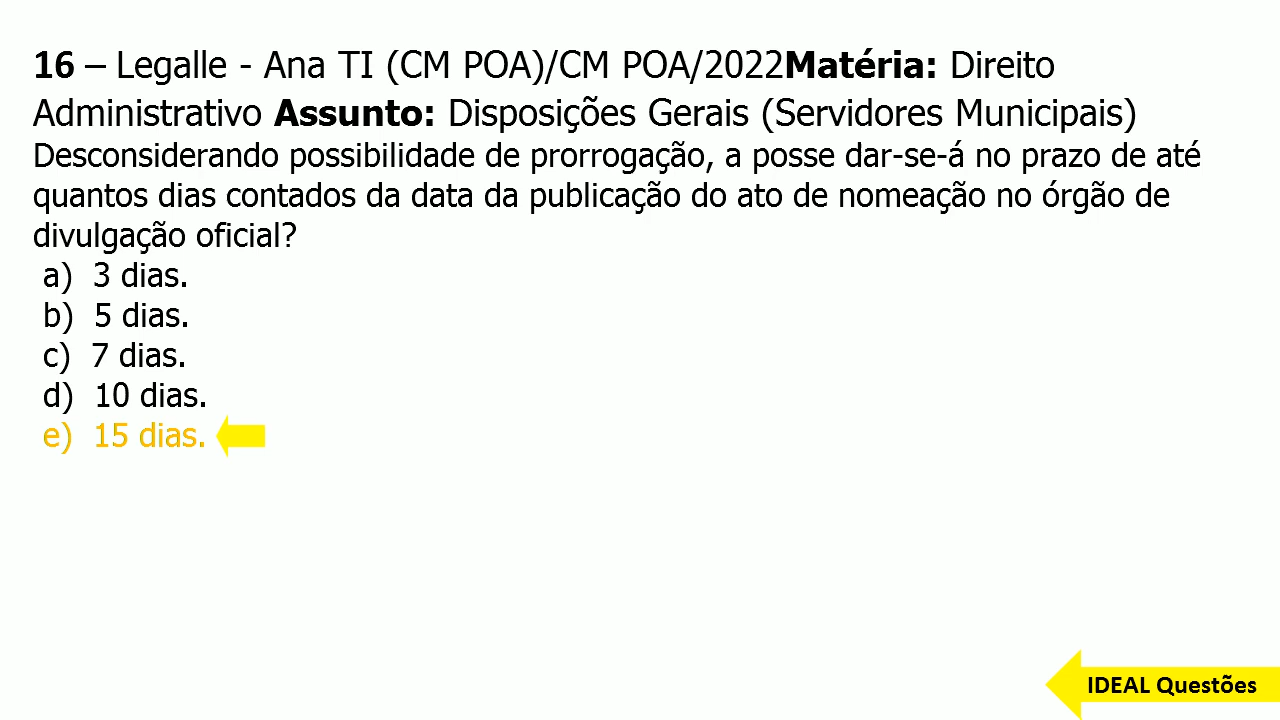 16 – Legalle - Ana TI (CM POA)/CM POA/2022Matéria: Direito
Administrativo Assunto: Disposições Gerais (Servidores Municipais)
Desconsiderando possibilidade de prorrogação, a posse dar-se-á no prazo de até
quantos dias contados da data da publicação do ato de nomeação no órgão de
divulgação oficial?
a) 3 dias.
b) 5 dias.
c) 7 dias.
d) 10 dias.
e) 15 dias.
IDEAL Questões